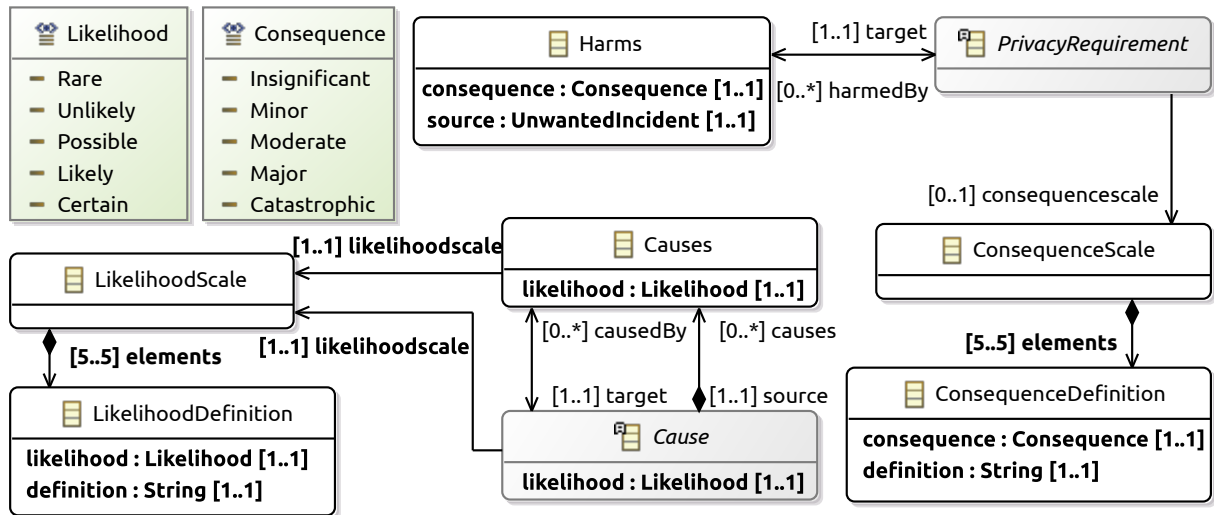 Likelihood
Rare
Unlikely
Possible
Likely
Certain
Consequence
Insignificant
Minor
Moderate
Major
Catastrophic
Harms
consequence : Consequence [1..1]
source : UnwantedIncident [1..1]
[1..1] target
[0..*] harmedBy
PrivacyRequirement
[0..1] consequencescale
ConsequenceScale
[5..5] elements
ConsequenceDefinition
consequence : Consequence [1..1]
definition : String [1..1]
Causes
likelihood : Likelihood [1..1]
[1..1] likelihoodscale
LikelihoodScale
[1..1] likelihoodscale
[0..*] causedBy
[0..*] causes
[5..5] elements
[1..1] target
[1..1] source
LikelihoodDefinition
likelihood : Likelihood [1..1]
definition : String [1..1]
Cause
likelihood : Likelihood [1..1]